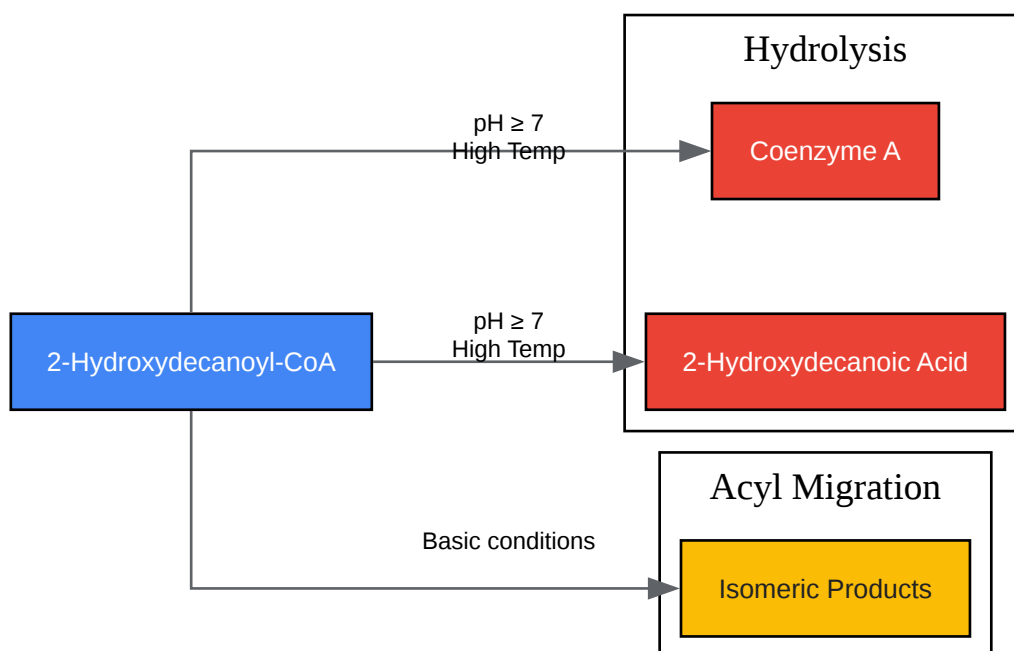 Hydrolysis
pH ≥ 7
High Temp
Coenzyme A
2-Hydroxydecanoyl-CoA
pH ≥ 7
High Temp
2-Hydroxydecanoic Acid
Acyl Migration
Basic conditions
Isomeric Products